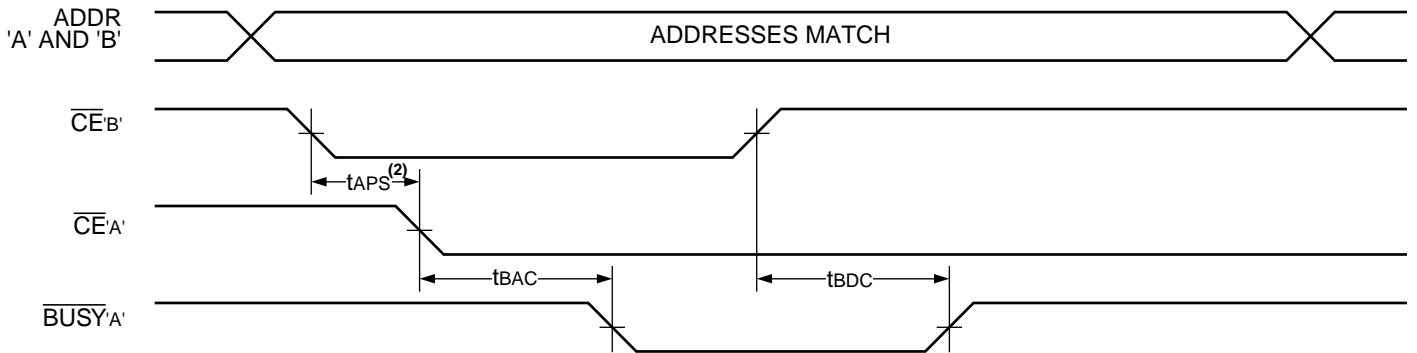 ADDR
'A' AND 'B'
ADDRESSES MATCH
CE'B'
tAPS(2)
CE'A'
tBAC
tBDC
BUSY'A'